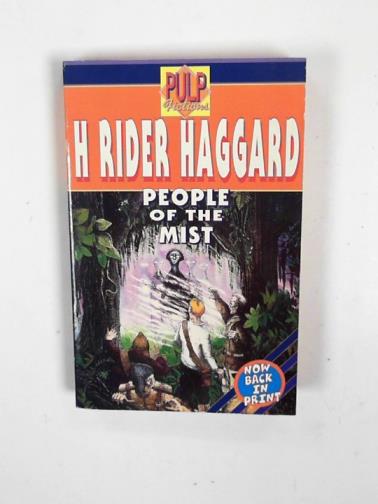 PULP
Fictions
H RIDER HAGGARD
PEOPLE
OF THE
MIST
NOW
BACK
IN
PRINT